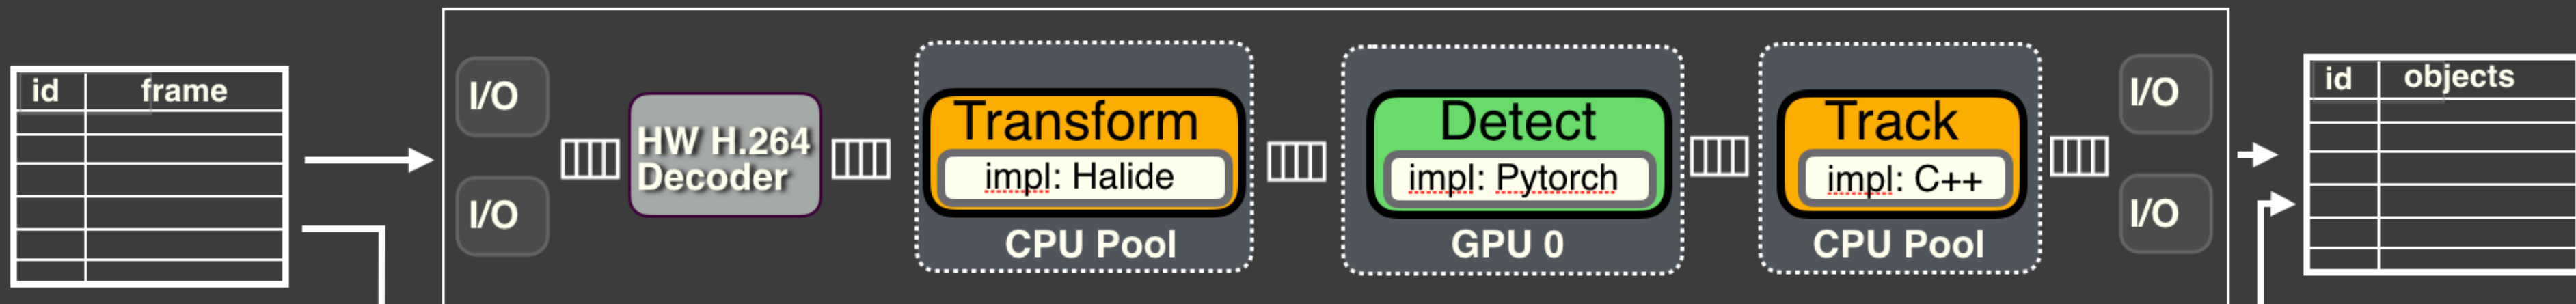 id frame
I/O
I/O
HW H.264
Decoder
Transform
impl: Halide
CPU Pool
Detect
impl: Pytorch
GPU 0
Track
impl: C++
CPU Pool
I/O
I/O
id objects